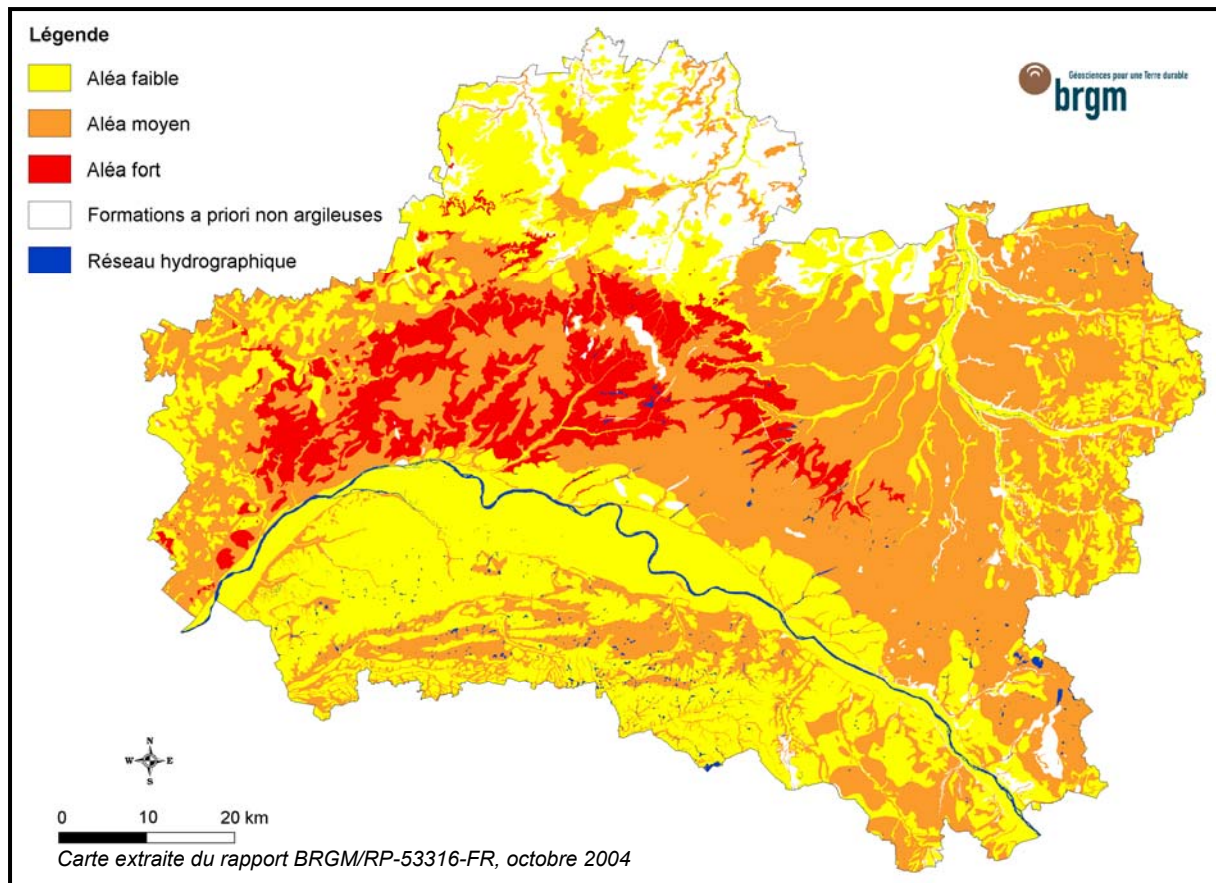 Légende
Aléa faible
Aléa moyen
Aléa fort
Formations a priori non argileuses
Réseau hydrographique
Géosciences pour une Terre durable
brgm
N
W E
S
0 10 20 km
Carte extraite du rapport BRGM/RP-53316-FR, octobre 2004